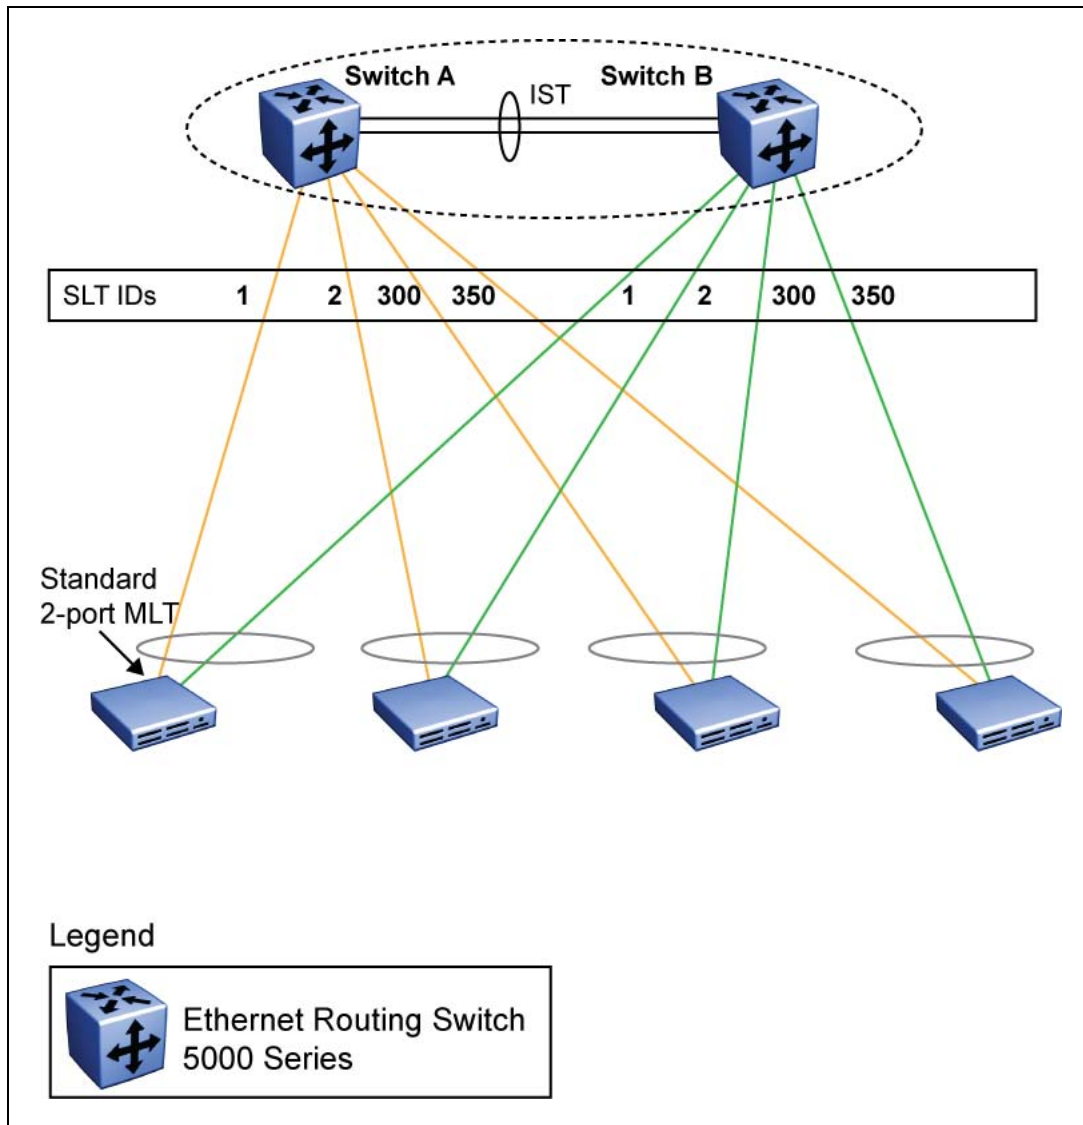 Switch A
IST
Switch B
SLT IDs 1 2 300 350 1 2 300 350
Standard
2-port MLT
Legend
Ethernet Routing Switch
5000 Series